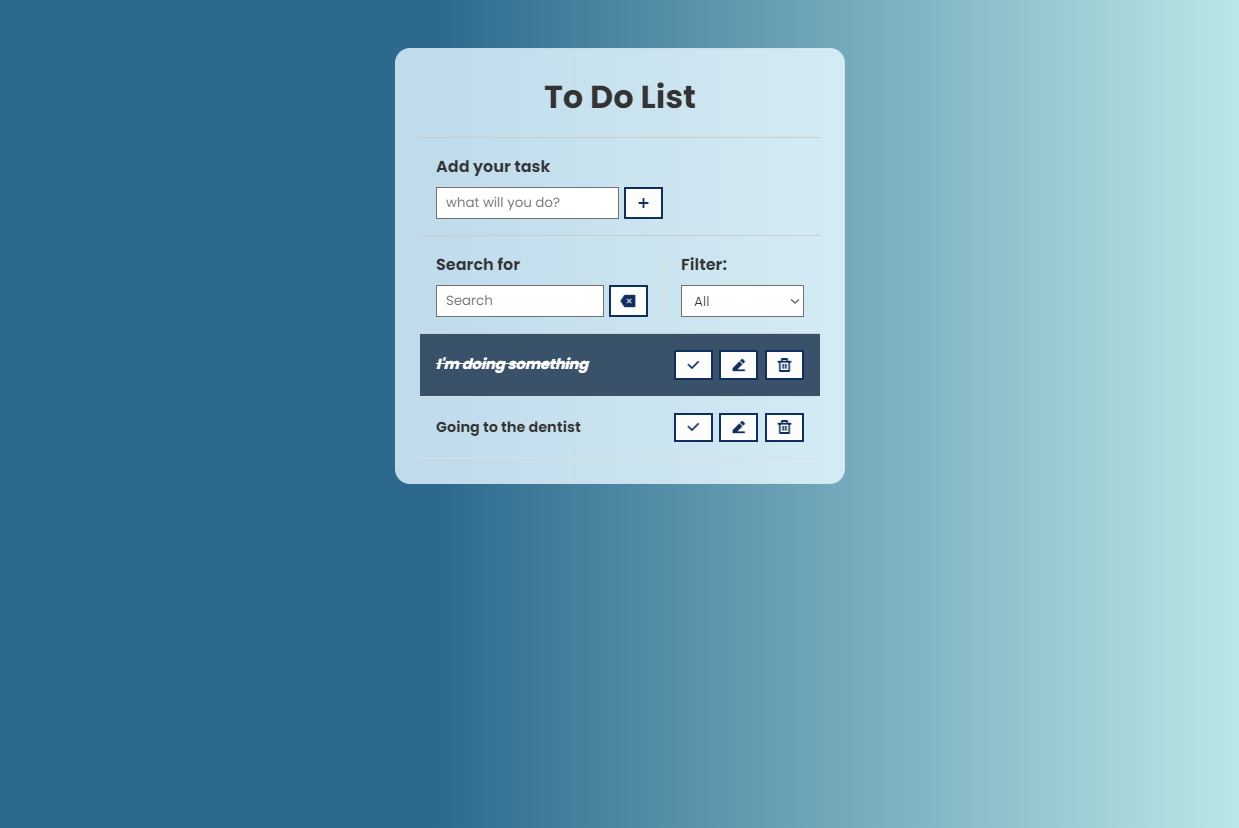 To Do List
Add your task
what will you do?
Search for
Filter:
Search
All
I'm doing something
Going to the dentist